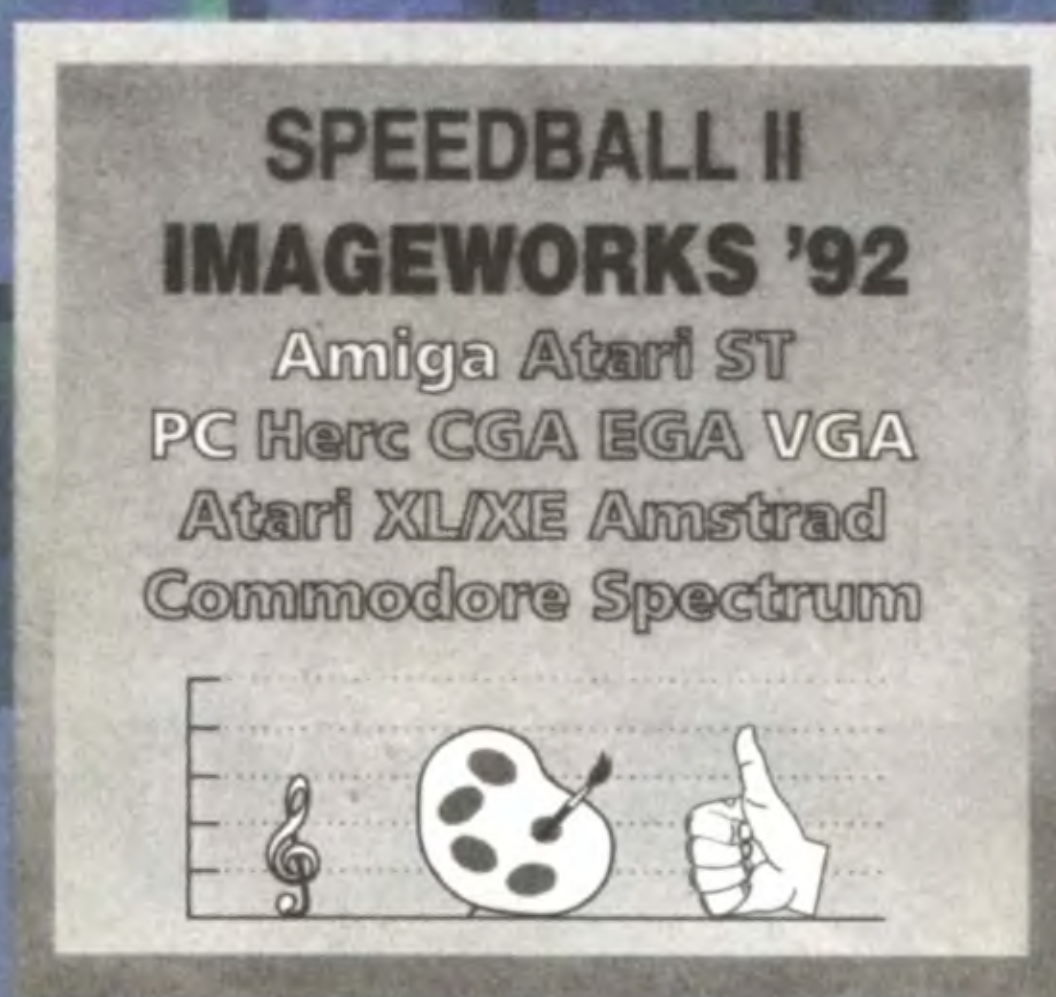 SPEEDBALL II
IMAGEWORKS '92
Amiga Atari ST
PC Herc CGA EGA VGA
Atari XL/XE Amstrad
Commodore Spectrum